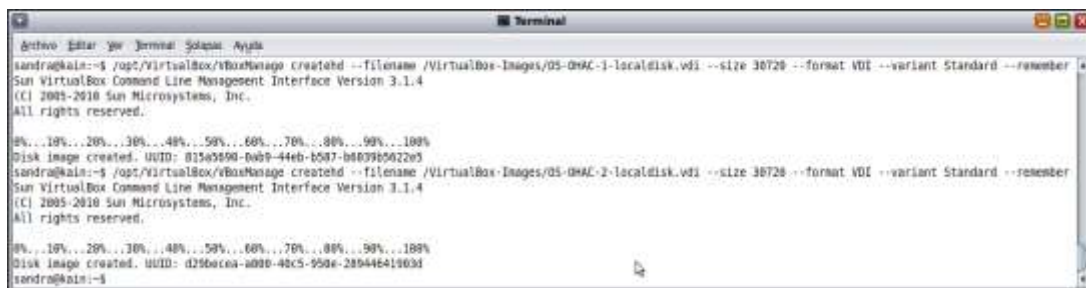 Terminal
Archivo Editar Ver Terminal Solapas Ayuda
sandra@kain:~$ /opt/VirtualBox/VBoxManage createhd --filename /VirtualBox-Images/OS-OHAC-1-localdisk.vdi --size 30720 --format VDI --variant Standard --remember
Sun VirtualBox Command Line Management Interface Version 3.1.4
(C) 2005-2010 Sun Microsystems, Inc.
All rights reserved.
0%...10%...20%...30%...40%...50%...60%...70%...80%...90%...100%
Disk image created. UUID:
sandra@kain:~$ /opt/VirtualBox/VBoxManage createhd --filename /VirtualBox-Images/OS-OHAC-2-localdisk.vdi --size 30720 --format VDI --variant Standard --remember
Sun VirtualBox Command Line Management Interface Version 3.1.4
(C) 2005-2010 Sun Microsystems, Inc.
All rights reserved.
0%...10%...20%...30%...40%...50%...60%...70%...80%...90%...100%
Disk image created. UUID:
sandra@kain:~$